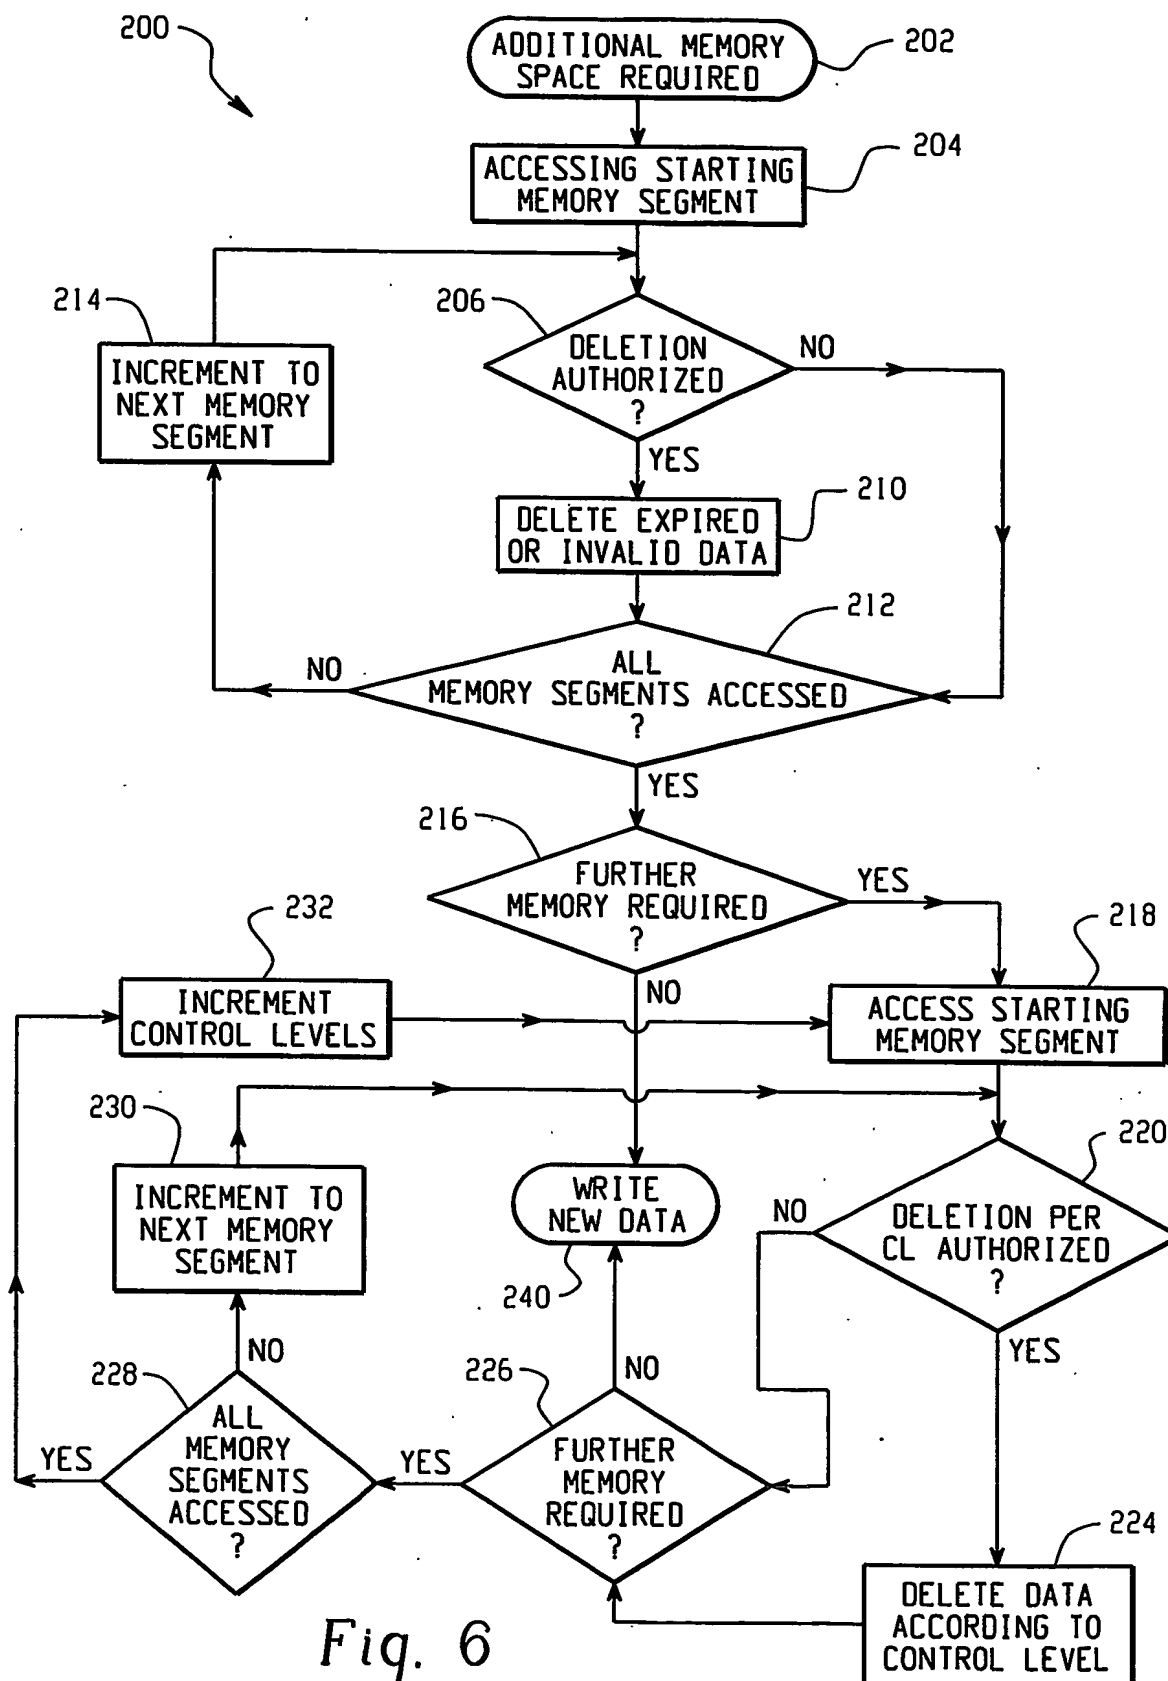 200
ADDITIONAL MEMORY
SPACE REQUIRED
202
ACCESSING STARTING
MEMORY SEGMENT
204
214
INCREMENT TO
NEXT MEMORY
SEGMENT
206
DELETION
AUTHORIZED
?
NO
YES
DELETE EXPIRED
OR INVALID DATA
210
212
ALL
MEMORY SEGMENTS ACCESSED
?
NO
YES
216
FURTHER
MEMORY REQUIRED
?
YES
NO
232
INCREMENT
CONTROL LEVELS
218
ACCESS STARTING
MEMORY SEGMENT
230
INCREMENT TO
NEXT MEMORY
SEGMENT
WRITE
NEW DATA
240
220
DELETION PER
CL AUTHORIZED
?
NO
YES
228
ALL
MEMORY
SEGMENTS
ACCESSED
?
NO
YES
226
FURTHER
MEMORY
REQUIRED
?
NO
YES
224
DELETE DATA
ACCORDING TO
CONTROL LEVEL
Fig. 6